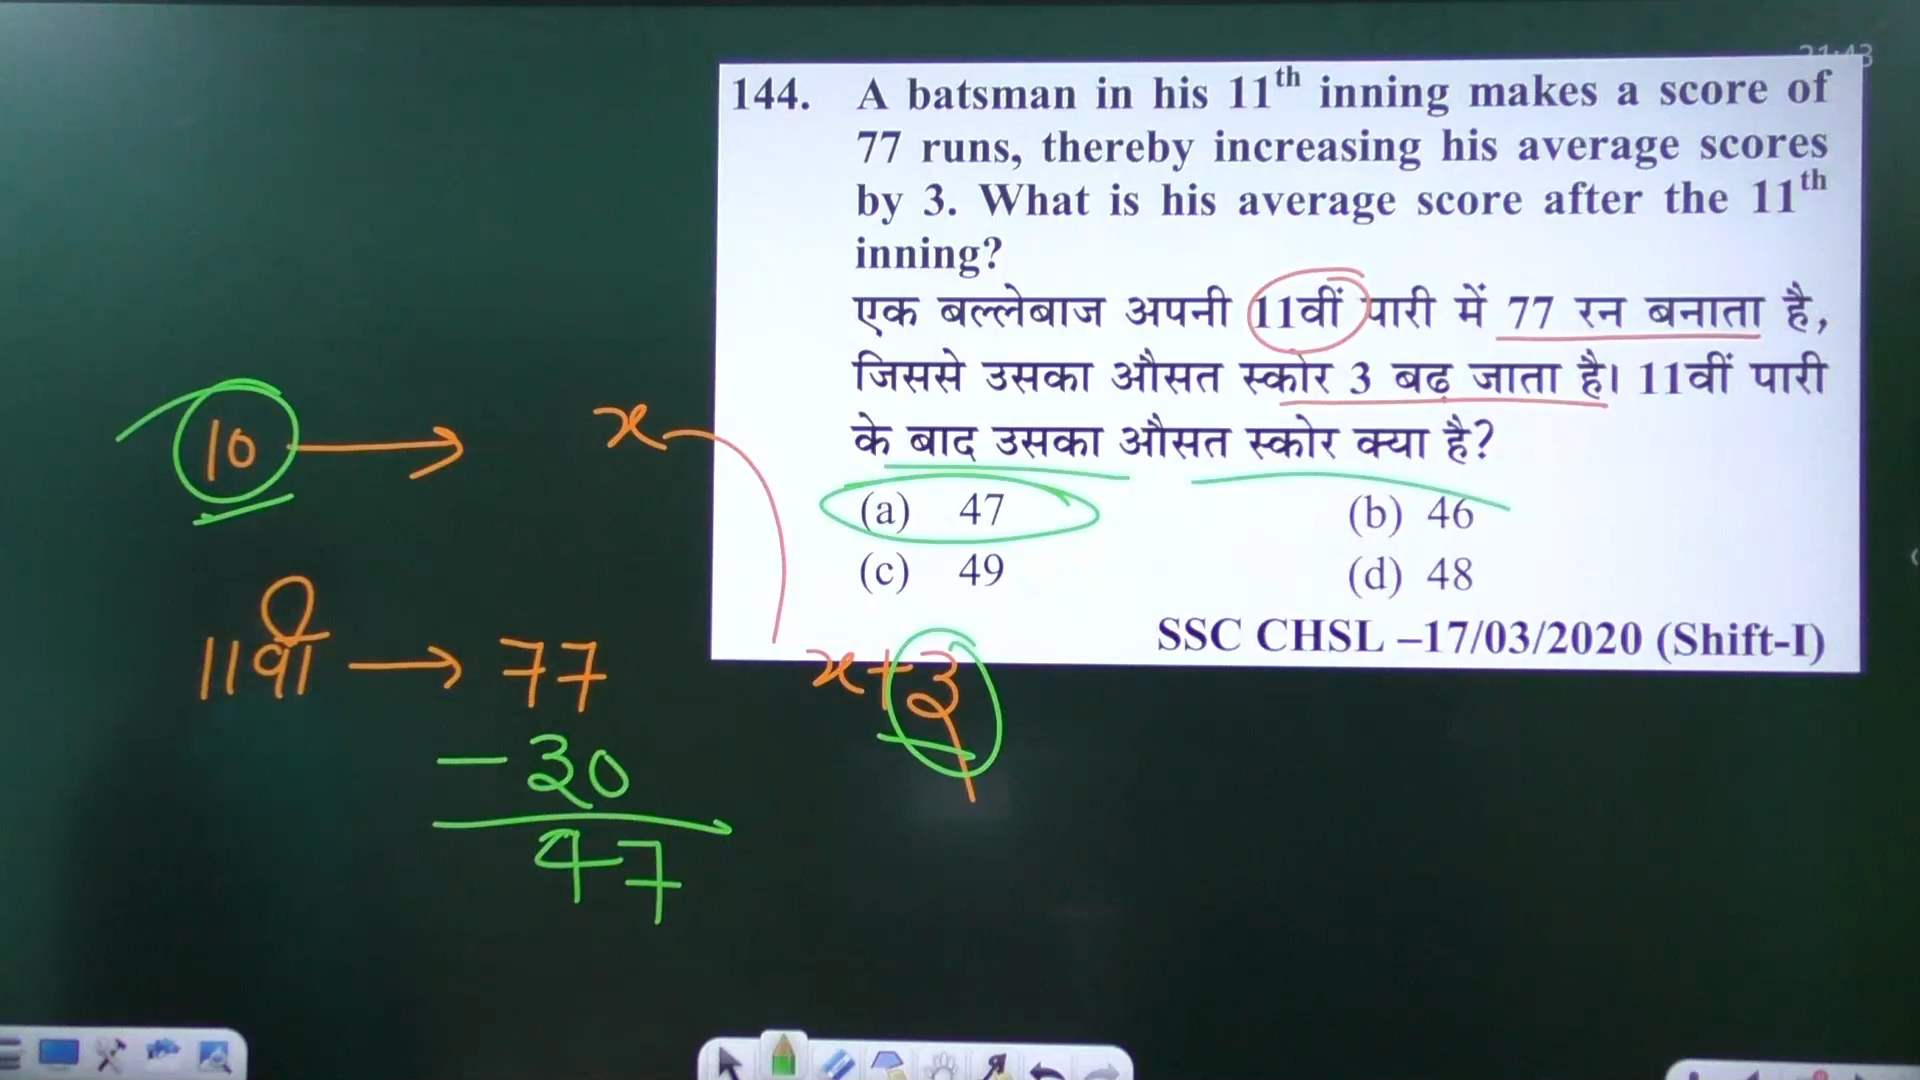 21:43
144. A batsman in his 11th inning makes a score of
77 runs, thereby increasing his average scores
by 3. What is his average score after the 11th
inning?
एक बल्लेबाज अपनी 11वीं पारी में 77 रन बनाता है,
जिससे उसका औसत स्कोर 3 बढ़ जाता है। 11वीं पारी
के बाद उसका औसत स्कोर क्या है?
(a) 47 (b) 46
(c) 49 (d) 48
SSC CHSL –17/03/2020 (Shift-I)
10 → x
11वी → 77 x+3
- 30
47